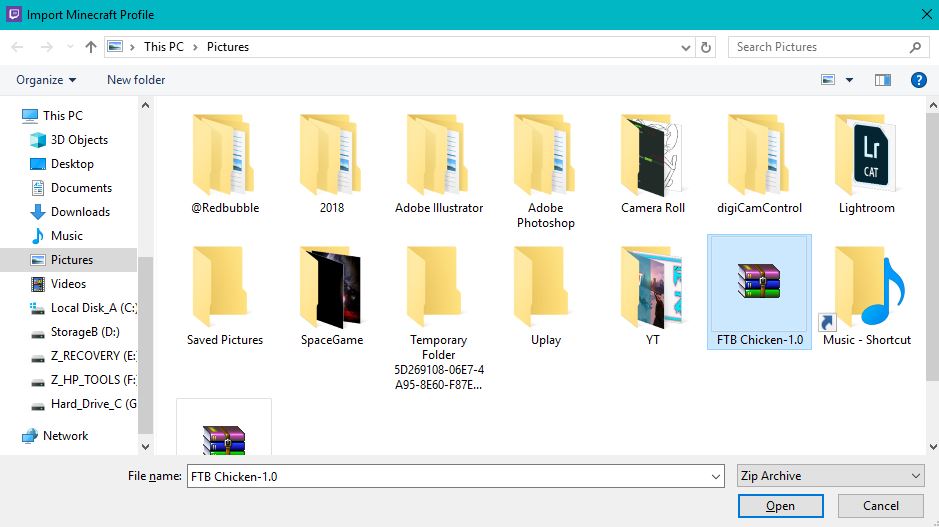 Import Minecraft Profile
This PC > Pictures
Search Pictures
Organize
New folder
This PC
3D Objects
Desktop
Documents
Downloads
Music
Pictures
Videos
Local Disk_A (C:
StorageB (D:)
Z_RECOVERY (E:
Z_HP_TOOLS (F:
Hard_Drive_C (G
Network
@Redbubble
2018
Adobe Illustrator
Adobe
Photoshop
Camera Roll
digiCamControl
Lr
CAT
Lightroom
Saved Pictures
SpaceGame
Temporary
Folder
5D269108-06E7-4
A95-8E60-F87E...
Uplay
YT
FTB Chicken-1.0
Music - Shortcut
File name:
FTB Chicken-1.0
Zip Archive
Open
Cancel